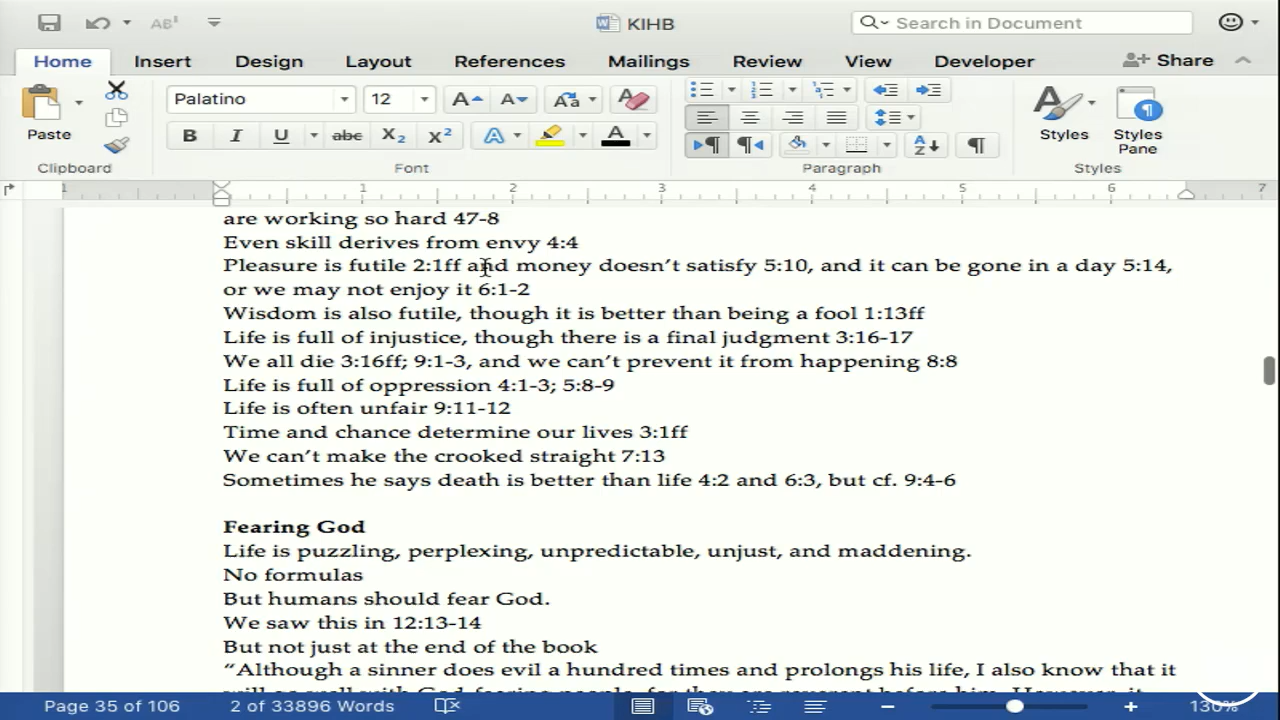 KIHB
Search in Document
Home Insert Design Layout References Mailings Review View Developer Share
Paste
Palatino 12
Styles Styles Pane
Clipboard Font Paragraph Styles
1 1 2 3 4 5 6 7
are working so hard 47-8
Even skill derives from envy 4:4
Pleasure is futile 2:1ff and money doesn’t satisfy 5:10, and it can be gone in a day 5:14,
or we may not enjoy it 6:1-2
Wisdom is also futile, though it is better than being a fool 1:13ff
Life is full of injustice, though there is a final judgment 3:16-17
We all die 3:16ff; 9:1-3, and we can’t prevent it from happening 8:8
Life is full of oppression 4:1-3; 5:8-9
Life is often unfair 9:11-12
Time and chance determine our lives 3:1ff
We can’t make the crooked straight 7:13
Sometimes he says death is better than life 4:2 and 6:3, but cf. 9:4-6
Fearing God
Life is puzzling, perplexing, unpredictable, unjust, and maddening.
No formulas
But humans should fear God.
We saw this in 12:13-14
But not just at the end of the book
“Although a sinner does evil a hundred times and prolongs his life, I also know that it
Page 35 of 106 2 of 33896 Words 130%